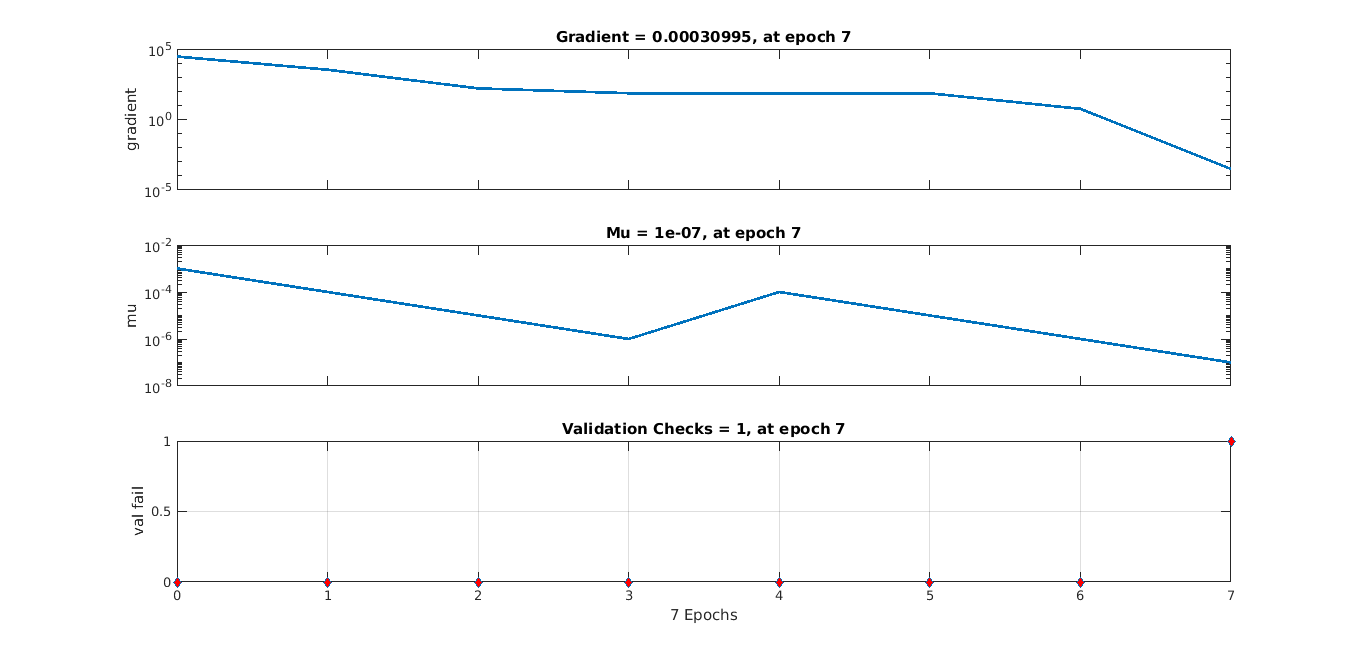 Gradient = 0.00030995, at epoch 7
10^5
10^0
10^-5
gradient
Mu = 1e-07, at epoch 7
10^-2
10^-4
10^-6
10^-8
mu
Validation Checks = 1, at epoch 7
1
0.5
0
val fail
0 1 2 3 4 5 6 7
7 Epochs